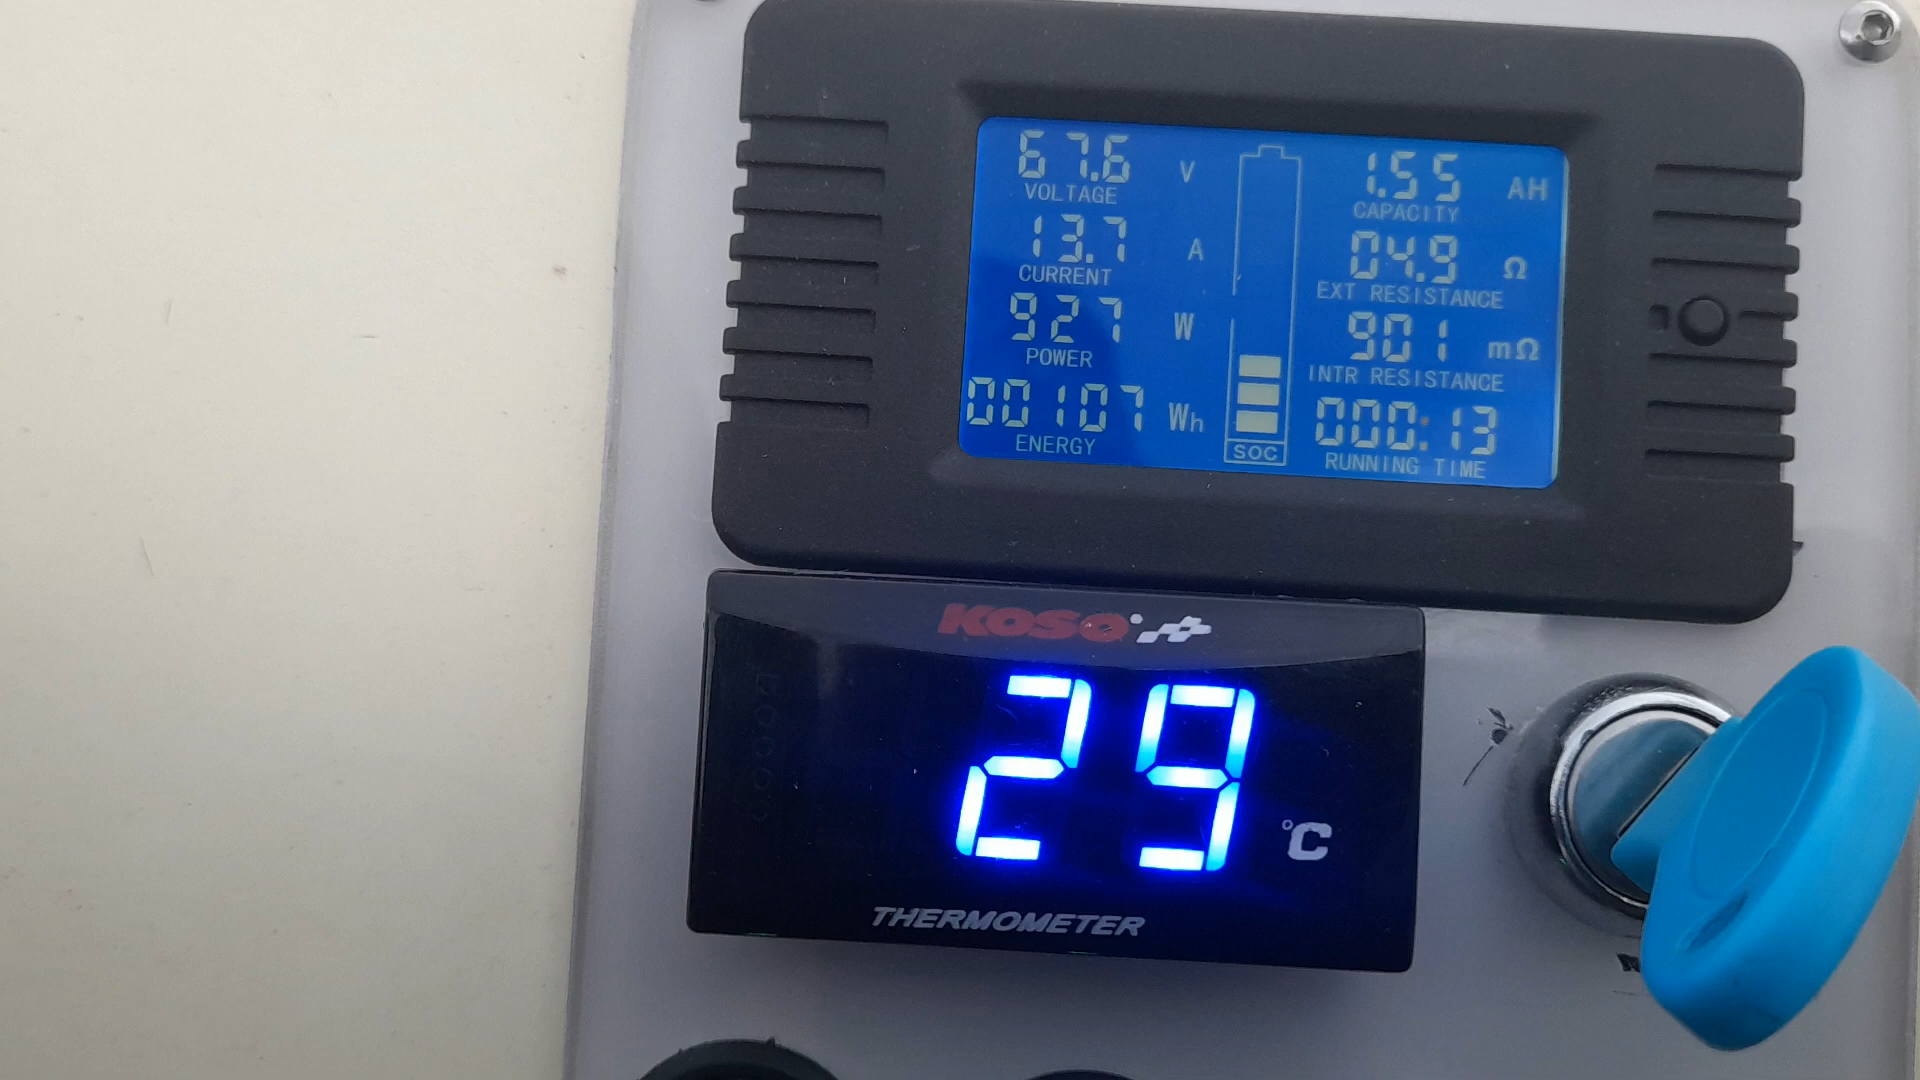 67.6 V
VOLTAGE
13.7 A
CURRENT
927 W
POWER
00107 Wh
ENERGY
SOC
1.55 AH
CAPACITY
04.9 Ω
EXT RESISTANCE
901 mΩ
INTR RESISTANCE
000:13
RUNNING TIME
KOSO
29 °C
THERMOMETER